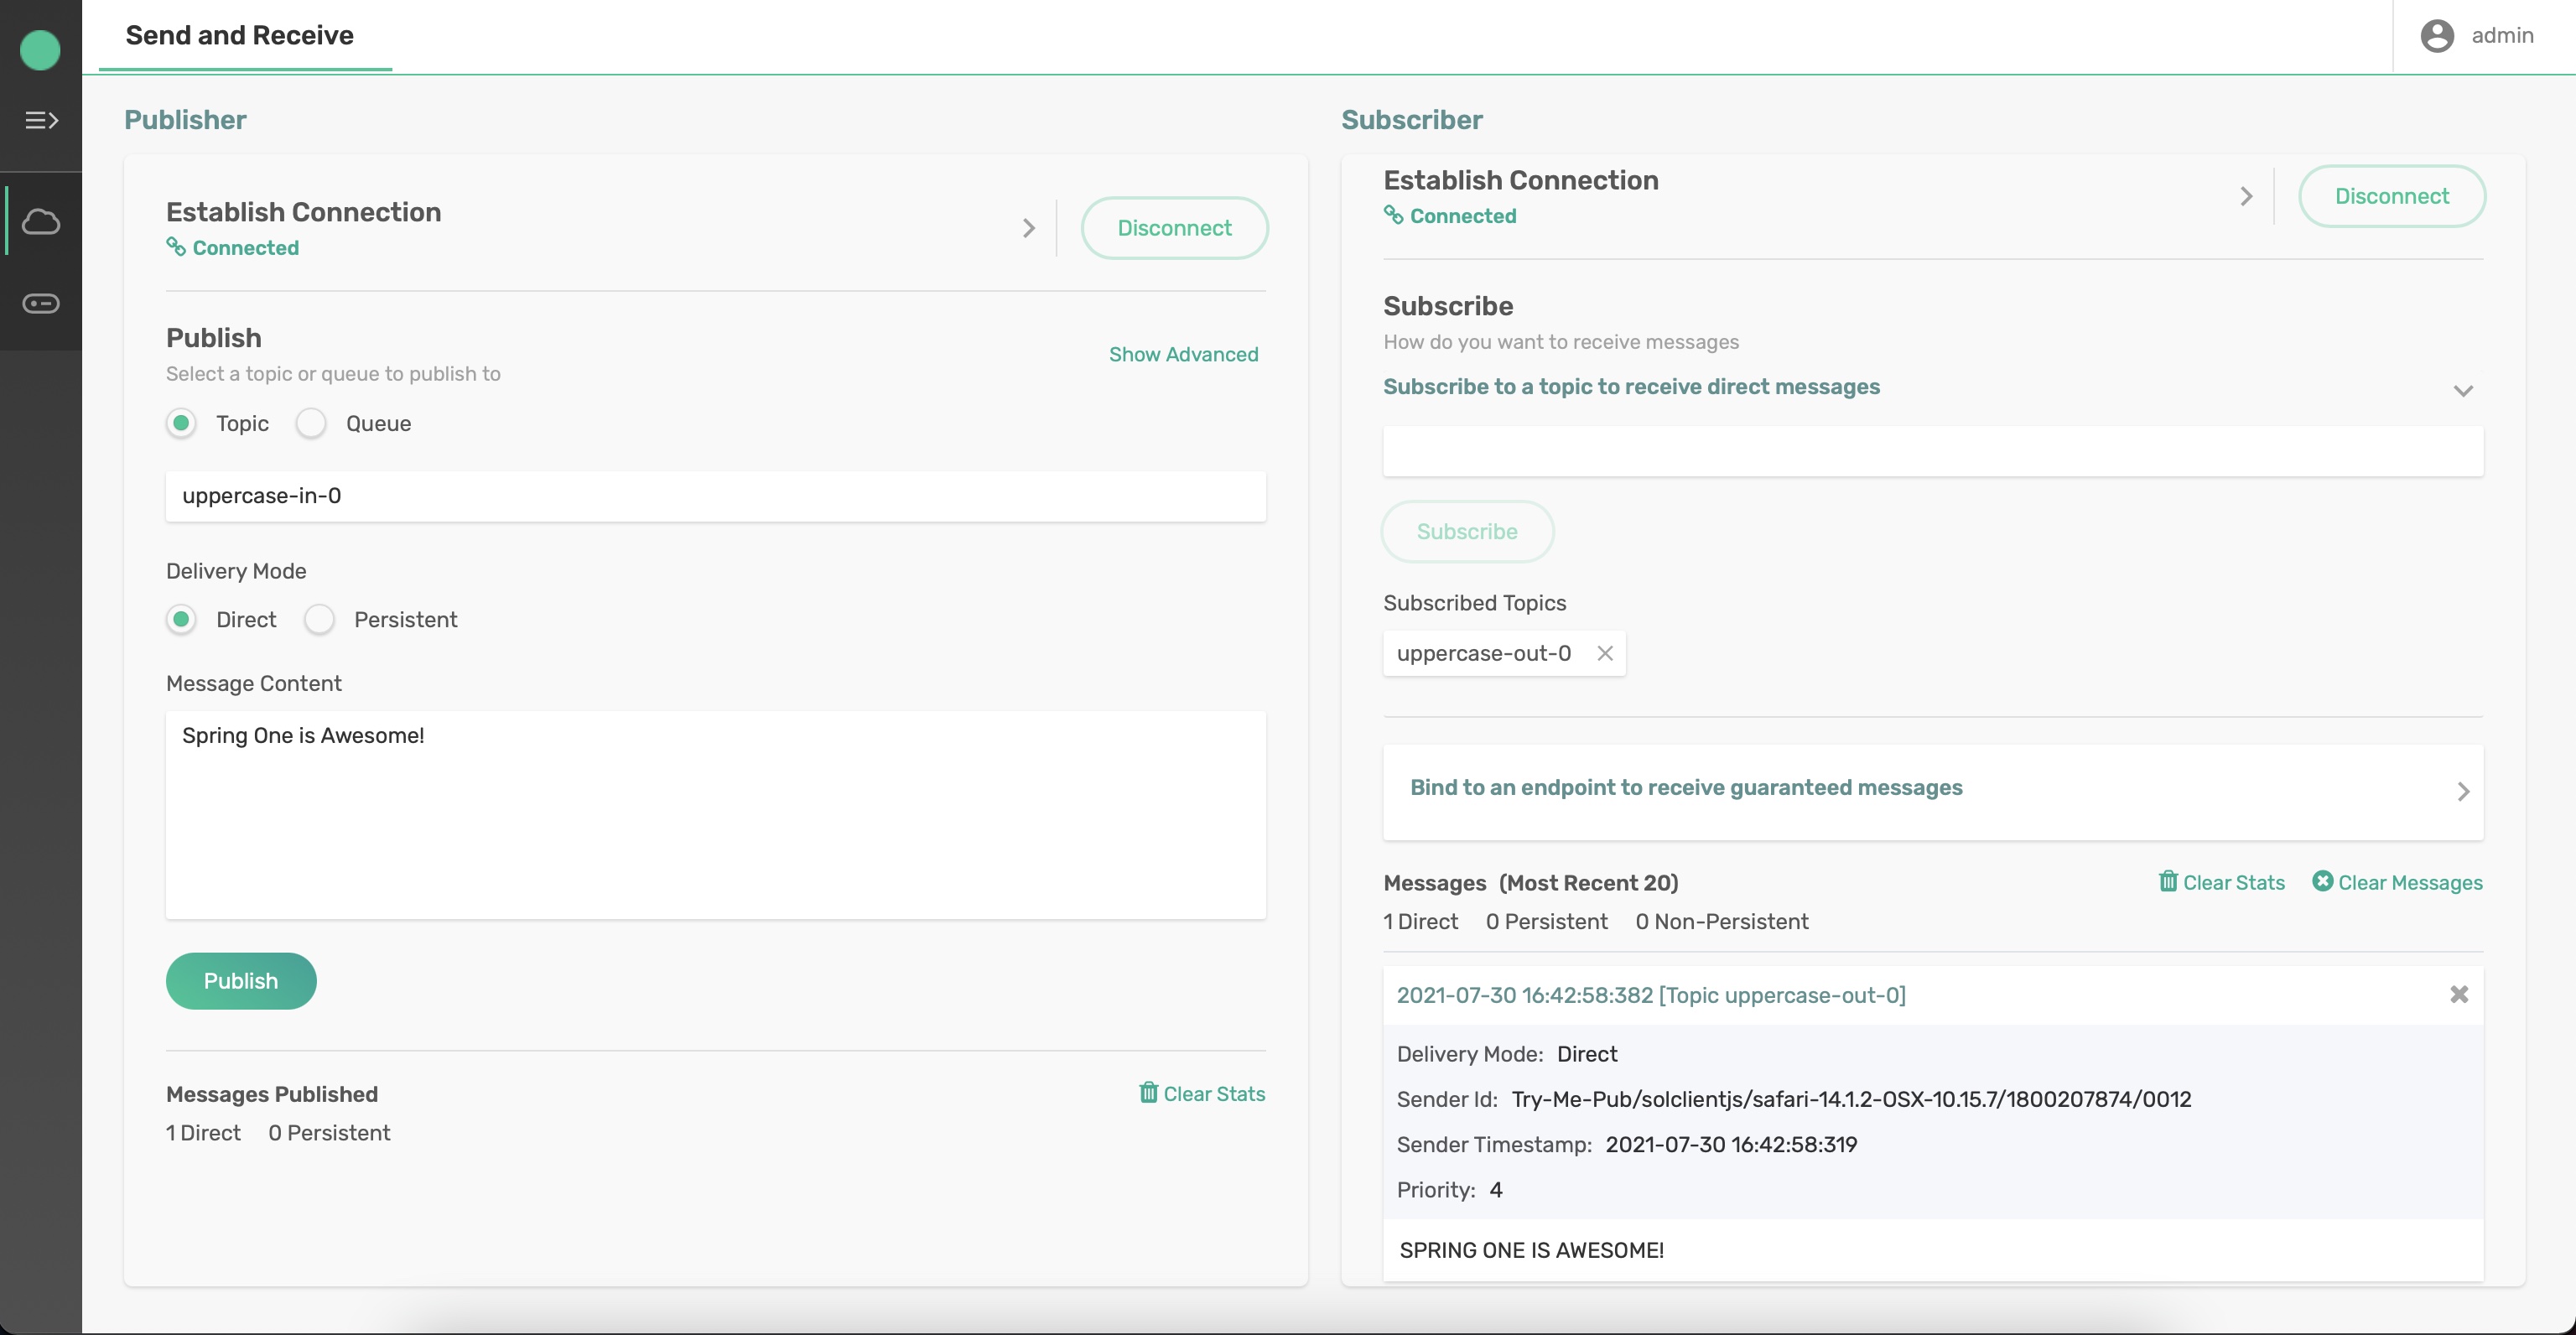 Send and Receive
admin
Publisher
Establish Connection
Connected
Disconnect
Publish
Show Advanced
Select a topic or queue to publish to
Topic Queue
uppercase-in-0
Delivery Mode
Direct Persistent
Message Content
Spring One is Awesome!
Publish
Messages Published
Clear Stats
1 Direct 0 Persistent
Subscriber
Establish Connection
Connected
Disconnect
Subscribe
How do you want to receive messages
Subscribe to a topic to receive direct messages
Subscribe
Subscribed Topics
uppercase-out-0
Bind to an endpoint to receive guaranteed messages
Messages (Most Recent 20) Clear Stats Clear Messages
1 Direct 0 Persistent 0 Non-Persistent
2021-07-30 16:42:58:382 [Topic uppercase-out-0]
Delivery Mode: Direct
Sender Id: Try-Me-Pub/solclientjs/safari-14.1.2-OSX-10.15.7/1800207874/0012
Sender Timestamp: 2021-07-30 16:42:58:319
Priority: 4
SPRING ONE IS AWESOME!